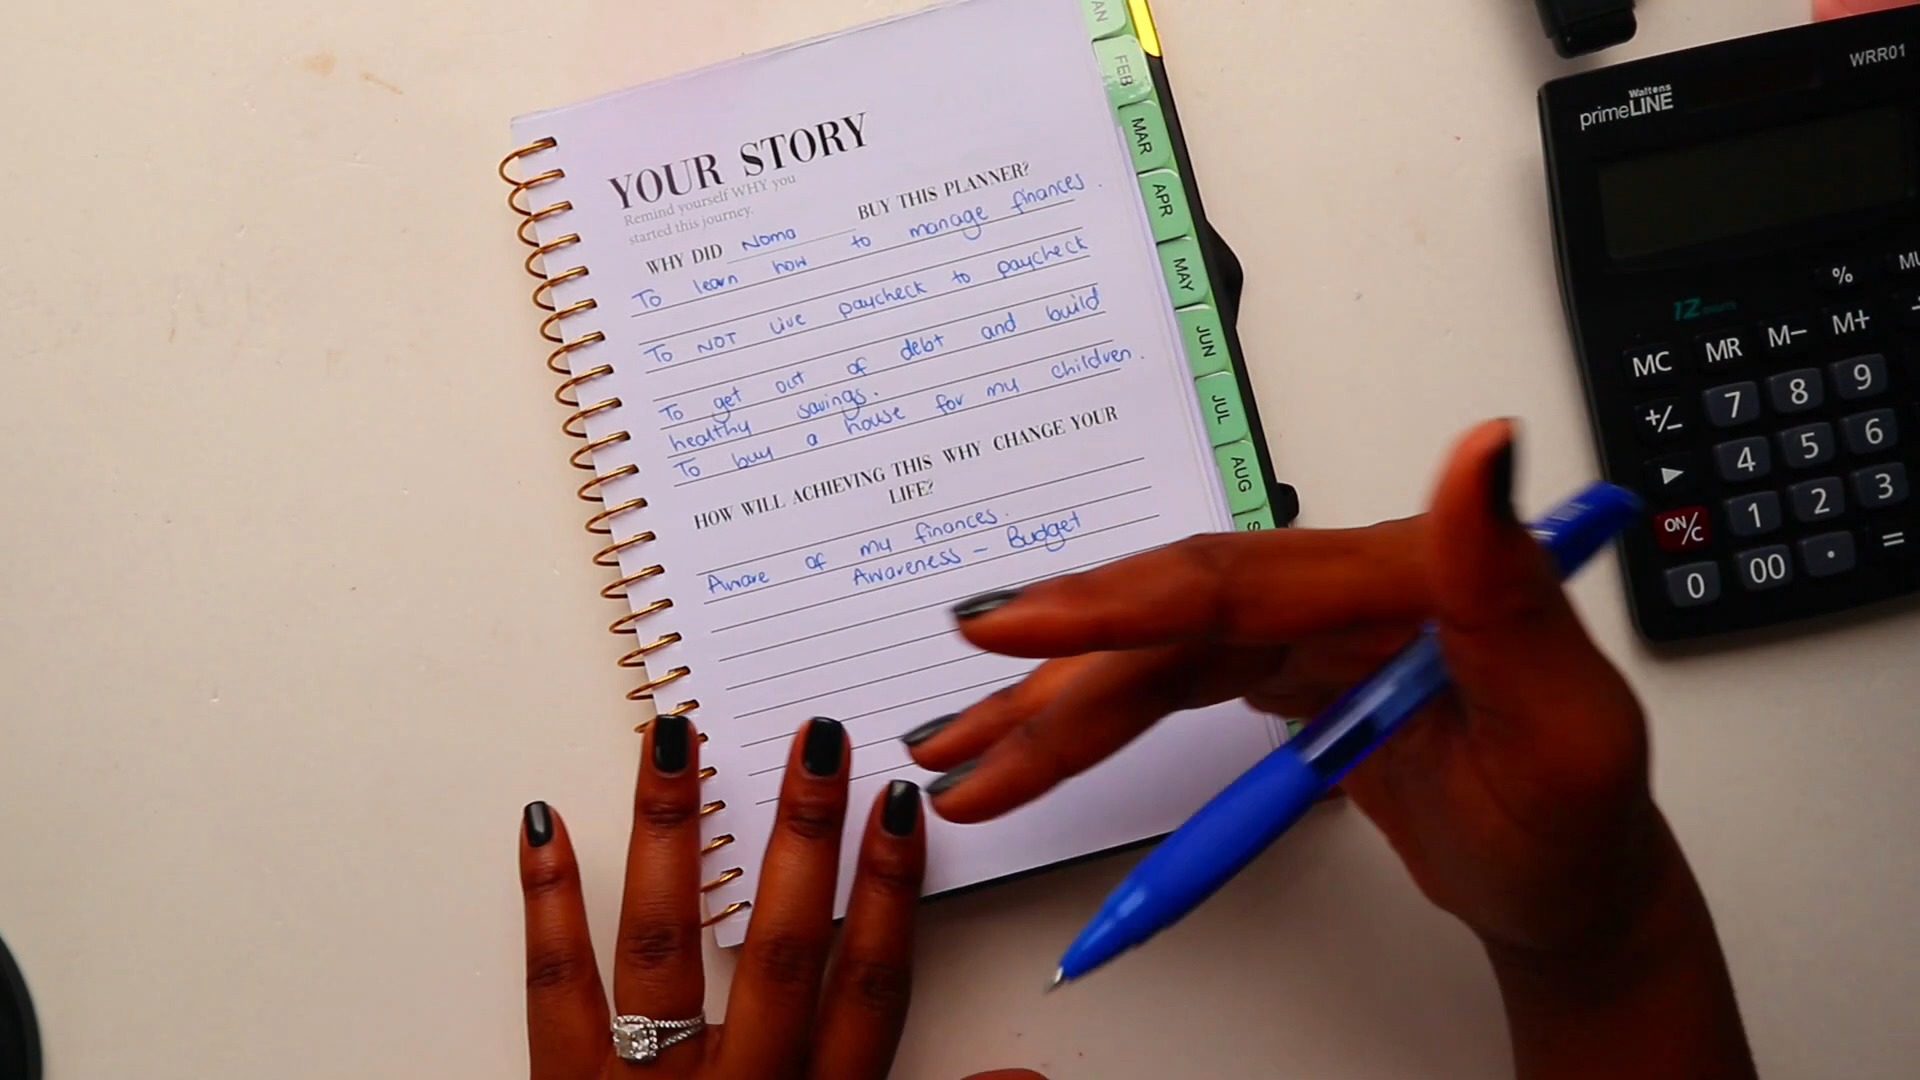 YOUR STORY
Remind yourself WHY you
started this journey.
WHY DID Noma BUY THIS PLANNER?
To learn how to manage finances.
To NOT live paycheck to paycheck
To get out of debt and build
healthy savings.
To buy a house for my children.
HOW WILL ACHIEVING THIS WHY CHANGE YOUR
LIFE?
Aware of my finances.
Awareness - Budget
AN
FEB
MAR
APR
MAY
JUN
JUL
AUG
S
Waltons
primeLINE
WRR01
12
% MU
MC MR M− M+
+/− 7 8 9
▶ 4 5 6
ON/C 1 2 3
0 00 . =